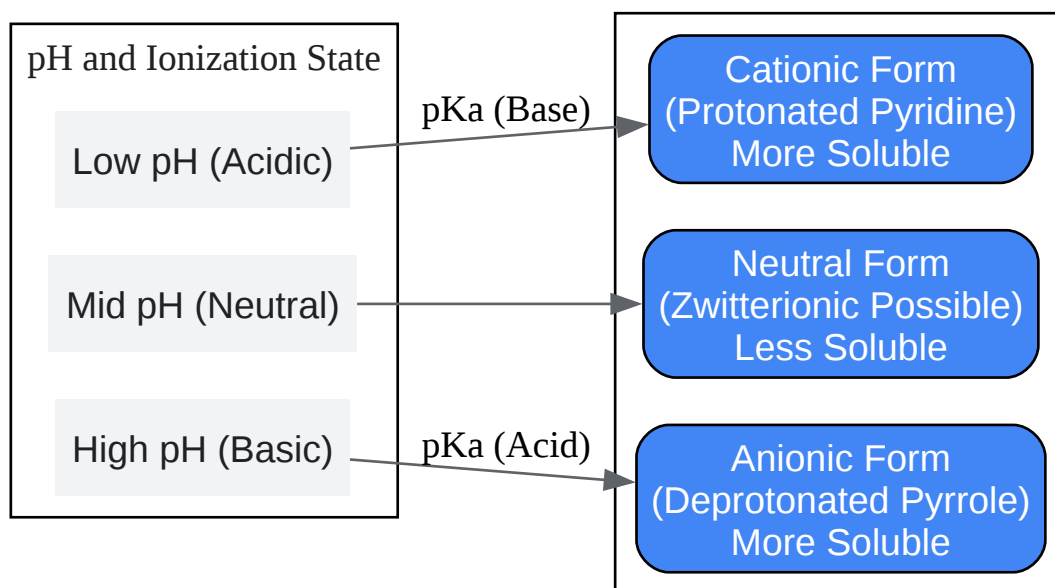 pH and Ionization State
Low pH (Acidic)
pKa (Base)
Cationic Form
(Protonated Pyridine)
More Soluble
Mid pH (Neutral)
Neutral Form
(Zwitterionic Possible)
Less Soluble
High pH (Basic)
pKa (Acid)
Anionic Form
(Deprotonated Pyrrole)
More Soluble